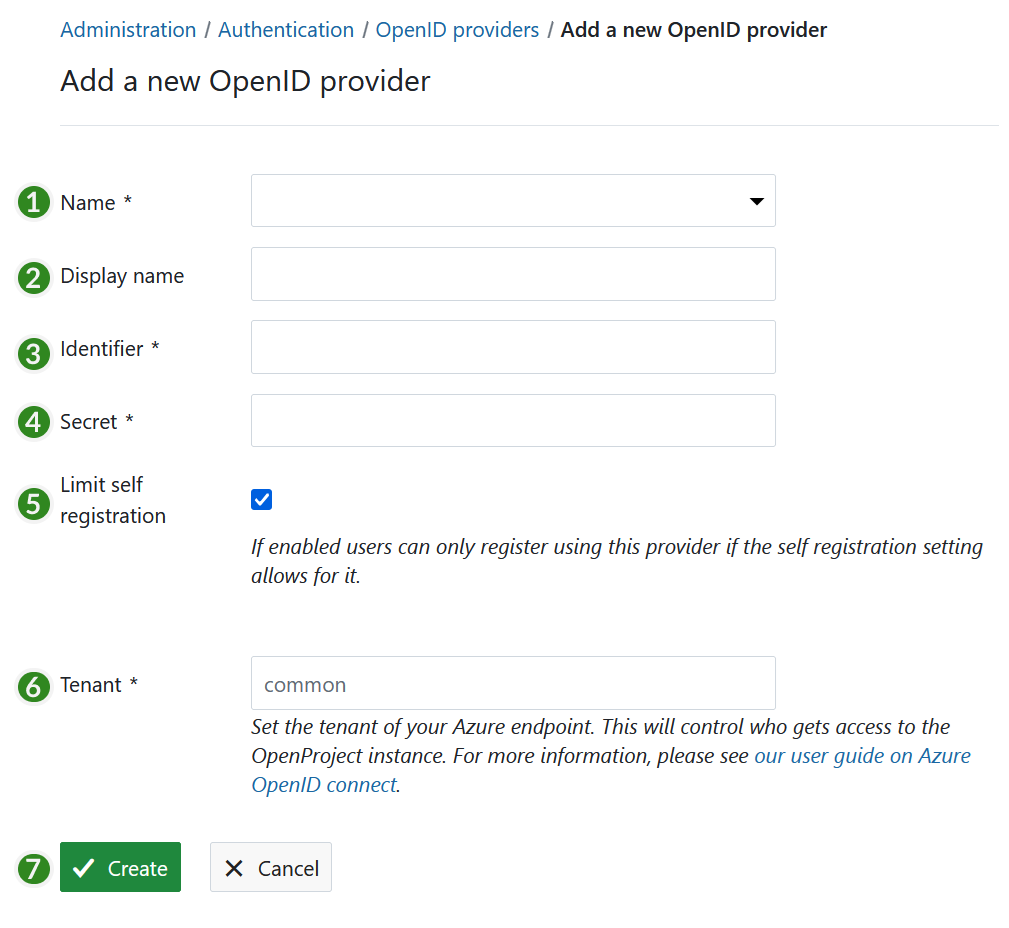 Administration / Authentication / OpenID providers / Add a new OpenID provider
Add a new OpenID provider
1 Name *
2 Display name
3 Identifier *
4 Secret *
5 Limit self
registration
If enabled users can only register using this provider if the self registration setting
allows for it.
6 Tenant * common
Set the tenant of your Azure endpoint. This will control who gets access to the
OpenProject instance. For more information, please see our user guide on Azure
OpenID connect.
7 Create Cancel